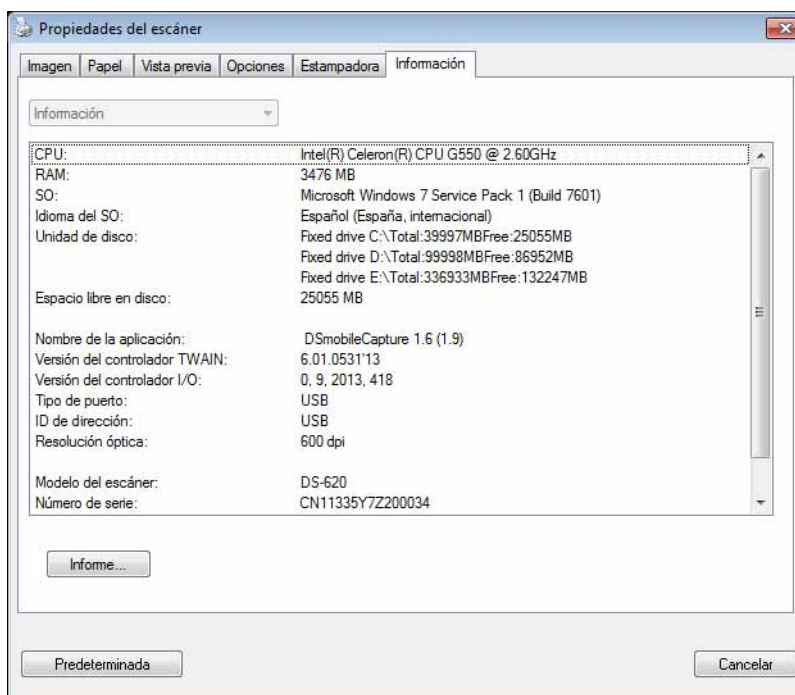 Propiedades del escáner
Imagen Papel Vista previa Opciones Estampadora Información
Información
CPU: Intel(R) Celeron(R) CPU G550 @ 2.60GHz
RAM: 3476 MB
SO: Microsoft Windows 7 Service Pack 1 (Build 7601)
Idioma del SO: Español (España, internacional)
Unidad de disco: Fixed drive C:\Total:39997MBFree:25055MB
Fixed drive D:\Total:99998MBFree:86952MB
Fixed drive E:\Total:336933MBFree:132247MB
Espacio libre en disco: 25055 MB
Nombre de la aplicación: DSmobileCapture 1.6 (1.9)
Versión del controlador TWAIN: 6.01.0531'13
Versión del controlador I/O: 0, 9, 2013, 418
Tipo de puerto: USB
ID de dirección: USB
Resolución óptica: 600 dpi
Modelo del escáner: DS-620
Número de serie: CN11335Y7Z200034
Informe...
Predeterminada Cancelar